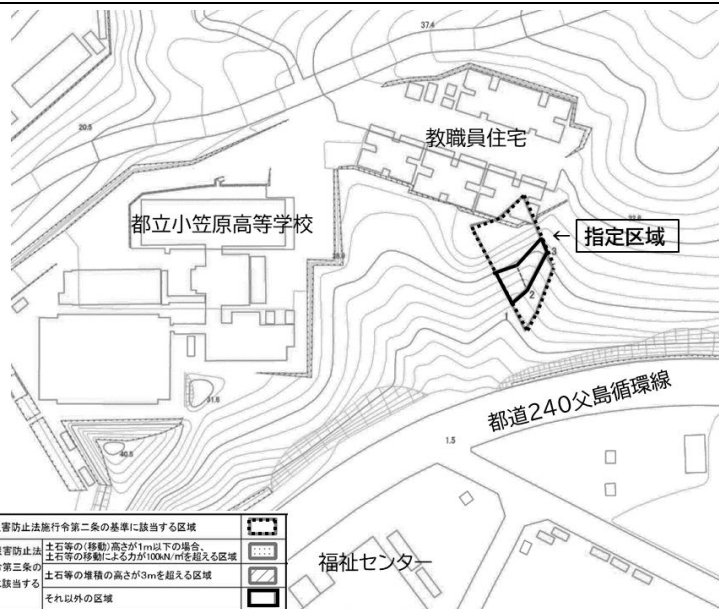 37.4
20.5
教職員住宅
都立小笠原高等学校
← 指定区域
3
2
1
31.6
40.5
都道240父島循環線
1.5
福祉センター
害防止法施行令第二条の基準に該当する区域
害防止法
第三条の
に該当する
土石等の(移動)高さが1m以下の場合、
土石等の移動による力が100kN/㎡を超える区域
土石等の堆積の高さが3mを超える区域
それ以外の区域